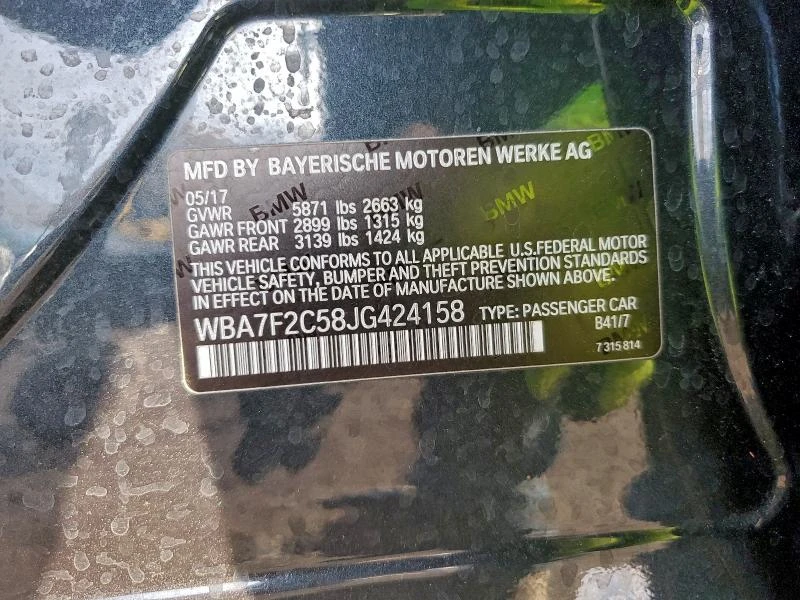 MFD BY BAYERISCHE MOTOREN WERKE AG
05/17
GVWR 5871 lbs 2663 kg
GAWR FRONT 2899 lbs 1315 kg
GAWR REAR 3139 lbs 1424 kg
THIS VEHICLE CONFORMS TO ALL APPLICABLE U.S.FEDERAL MOTOR
VEHICLE SAFETY, BUMPER AND THEFT PREVENTION STANDARDS
IN EFFECT ON THE DATE OF MANUFACTURE SHOWN ABOVE.
WBA7F2C58JG424158 TYPE: PASSENGER CAR
B41/7
7 315 814
BMW
BMW
BMW